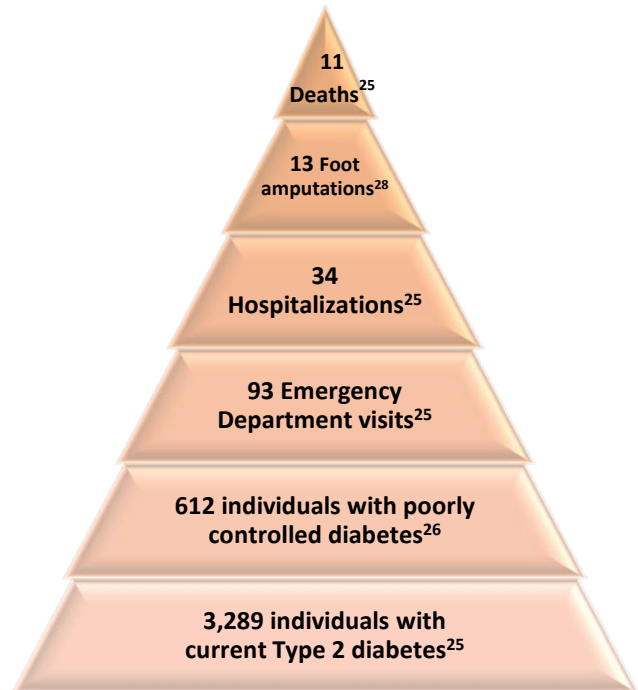 11
Deaths25
13 Foot
amputations28
34
Hospitalizations25
93 Emergency
Department visits25
612 individuals with poorly
controlled diabetes26
3,289 individuals with
current Type 2 diabetes25